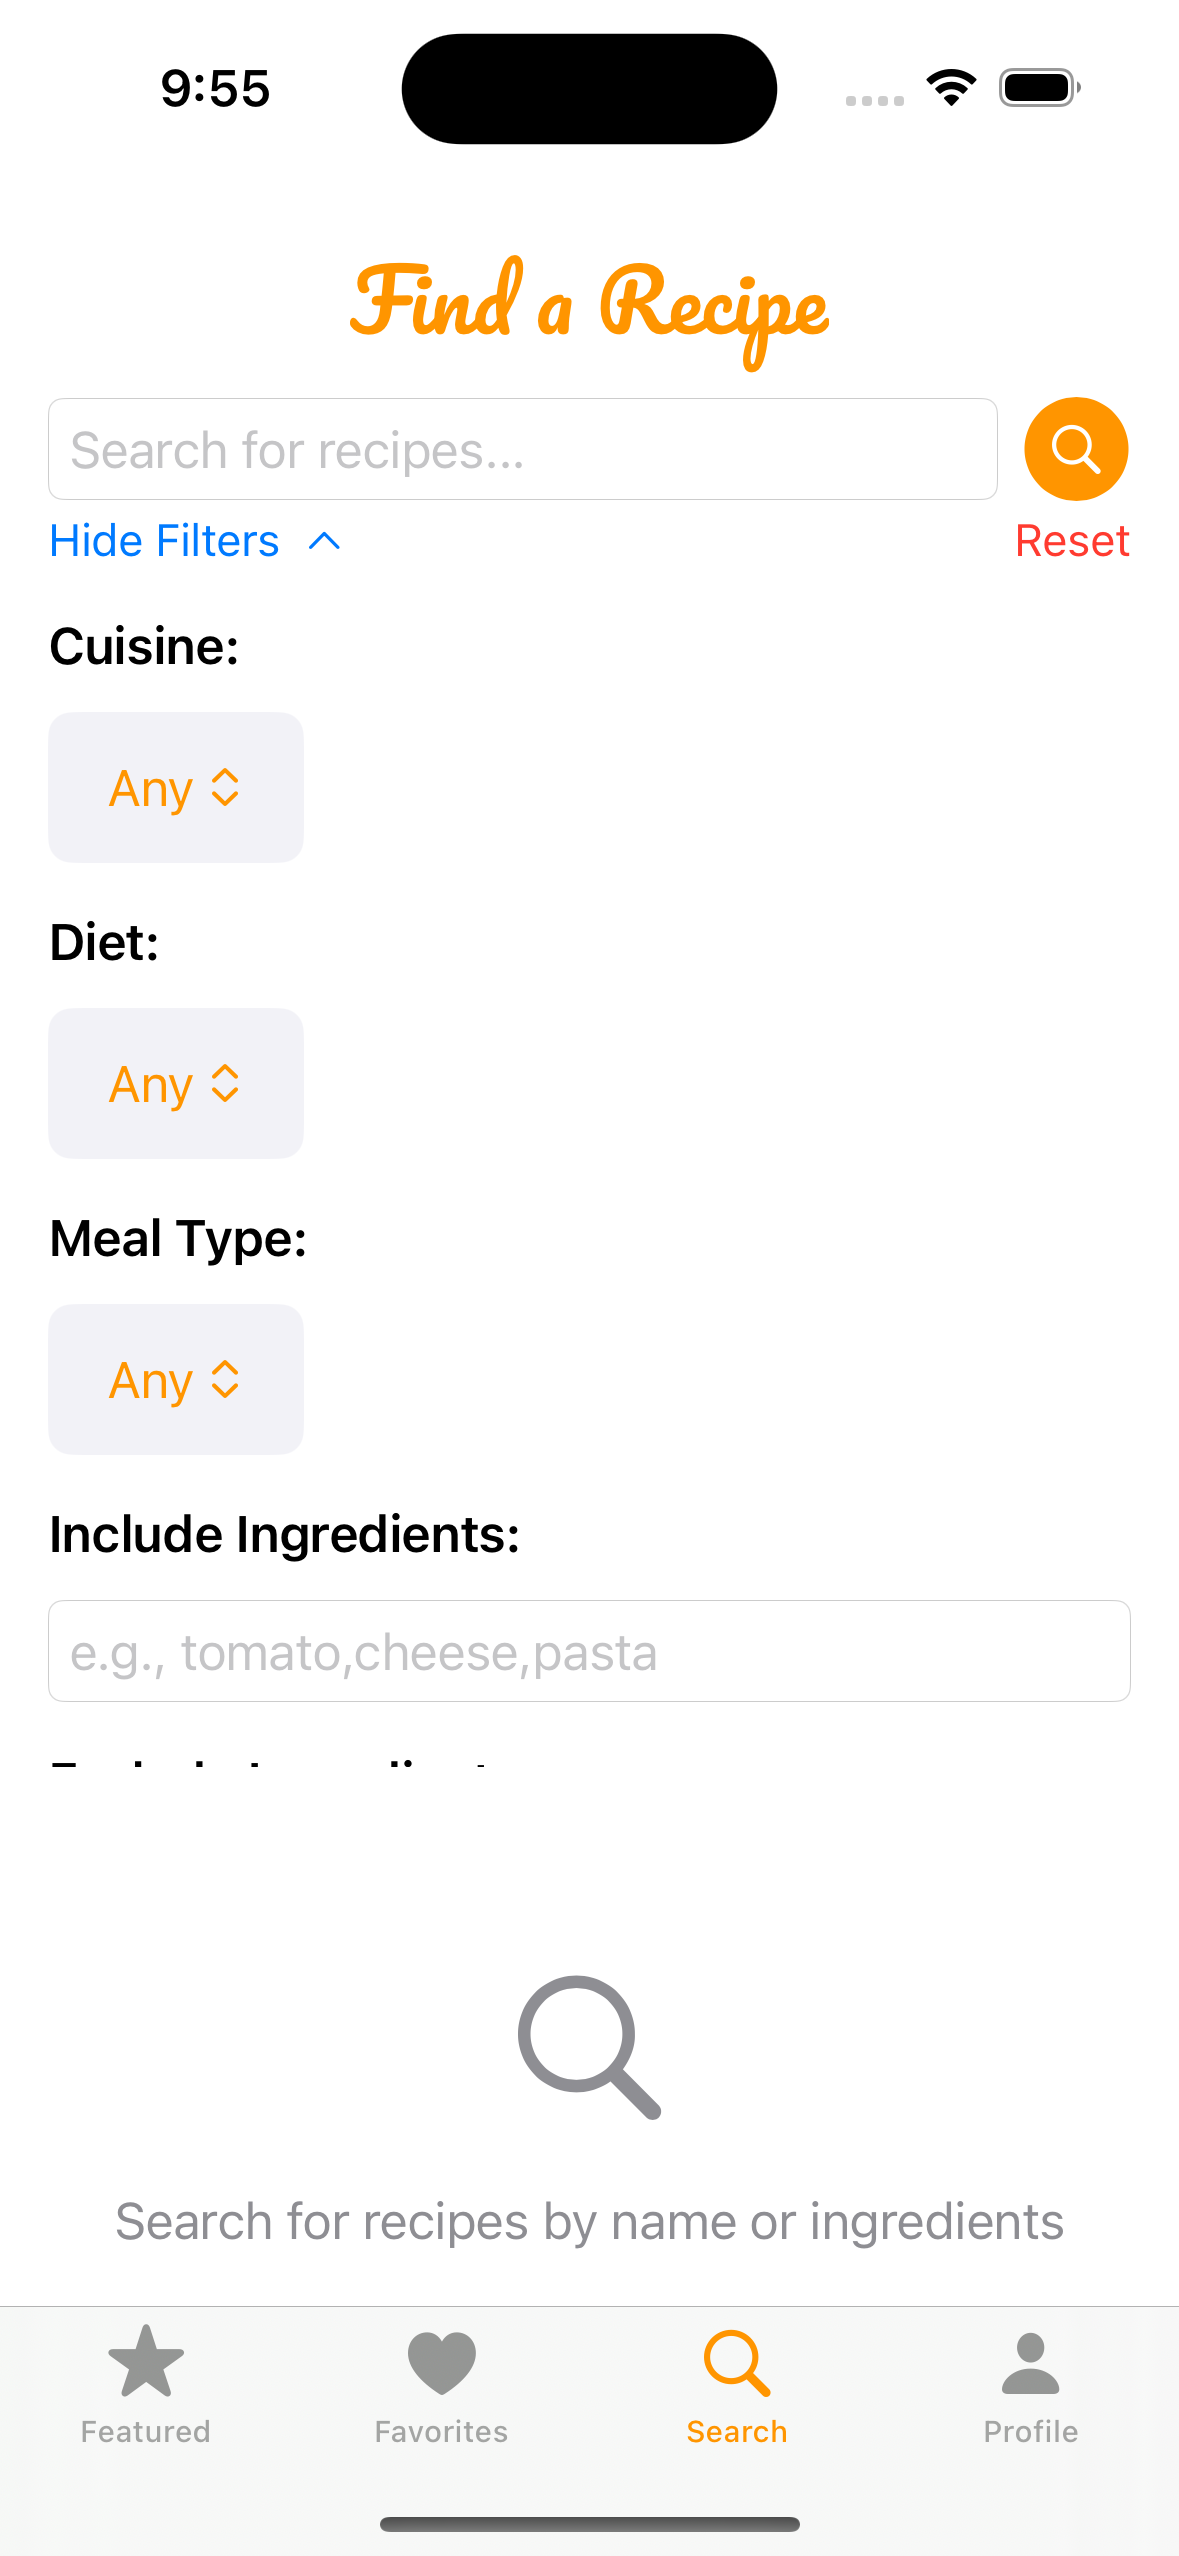 9:55
Find a Recipe
Search for recipes...
Hide Filters
Reset
Cuisine:
Any
Diet:
Any
Meal Type:
Any
Include Ingredients:
e.g., tomato,cheese,pasta
Search for recipes by name or ingredients
Featured
Favorites
Search
Profile